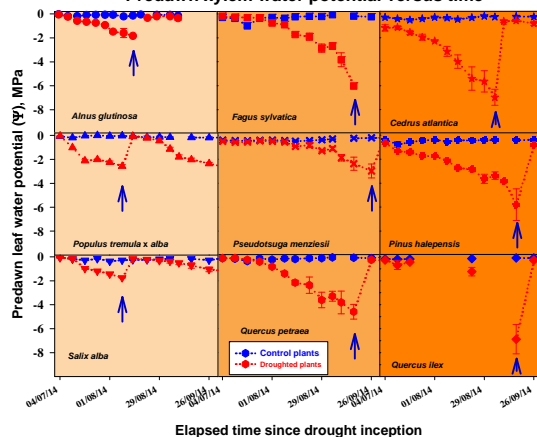 Predawn xylem water potential versus time
Predawn leaf water potential (Ψ), MPa
0
-2
-4
-6
-8
Alnus glutinosa
Fagus sylvatica
Cedrus atlantica
0
-2
-4
-6
-8
Populus tremula x alba
Pseudotsuga menziesii
Pinus halepensis
0
-2
-4
-6
-8
Salix alba
Quercus petraea
Quercus ilex
Control plants
Droughted plants
04/07/14
01/08/14
29/08/14
26/09/14
04/07/14
01/08/14
29/08/14
26/09/14
04/07/14
01/08/14
29/08/14
26/09/14
Elapsed time since drought inception